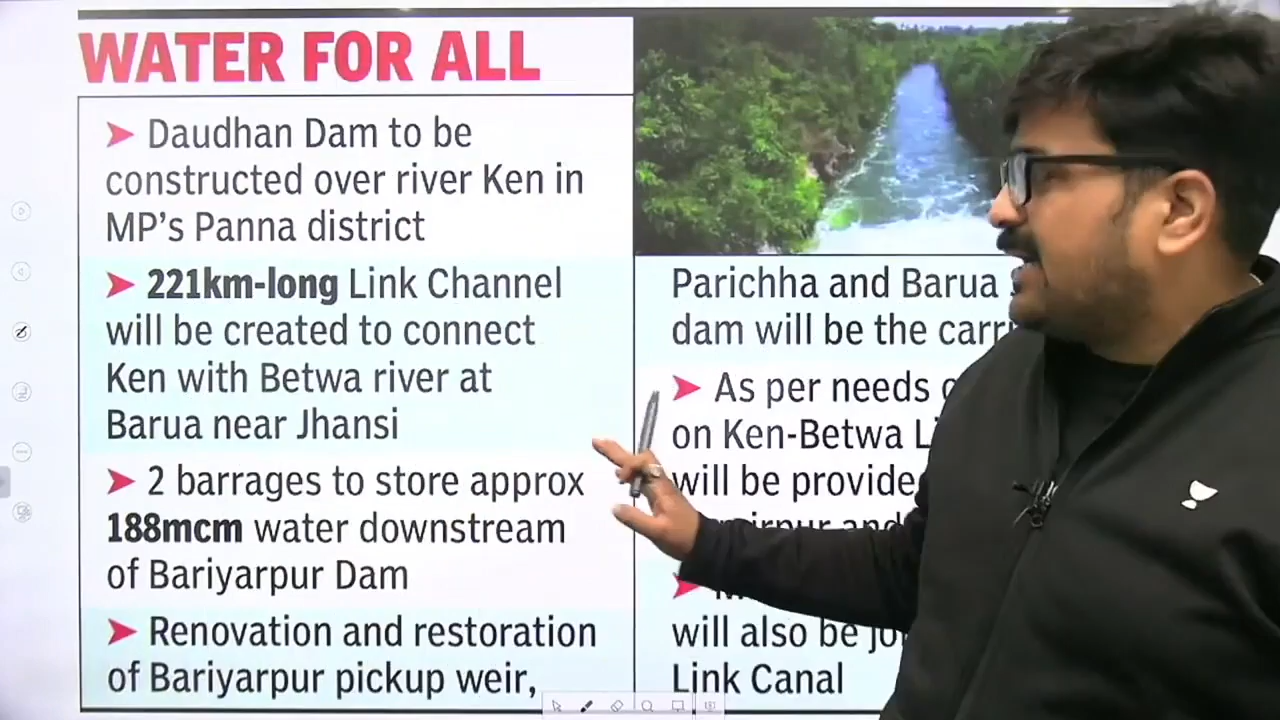 WATER FOR ALL
➤ Daudhan Dam to be
constructed over river Ken in
MP's Panna district
➤ 221km-long Link Channel
will be created to connect
Ken with Betwa river at
Barua near Jhansi
➤ 2 barrages to store approx
188mcm water downstream
of Bariyarpur Dam
➤ Renovation and restoration
of Bariyarpur pickup weir,
Parichha and Barua
dam will be the
➤ As per needs
on Ken-Betwa
will be
and
➤
will also be
Link Canal